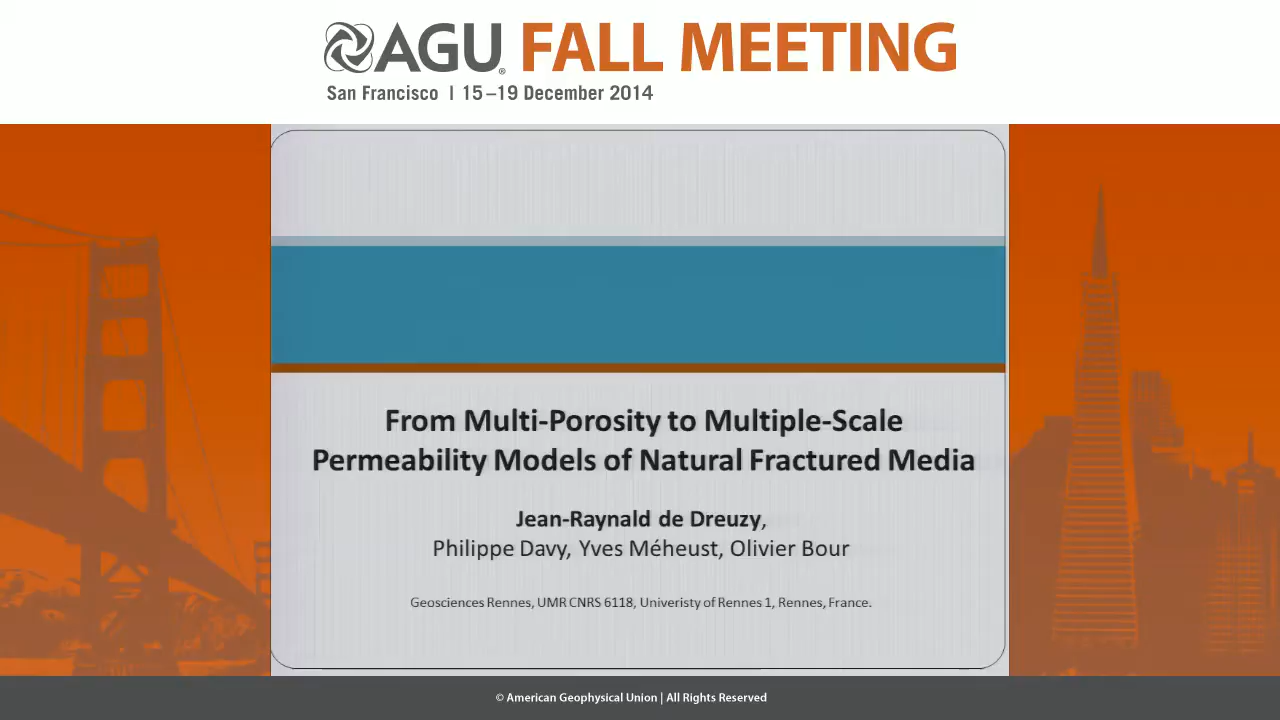 AGU® FALL MEETING
San Francisco | 15–19 December 2014
From Multi-Porosity to Multiple-Scale
Permeability Models of Natural Fractured Media
Jean-Raynald de Dreuzy,
Philippe Davy, Yves Méheust, Olivier Bour
Geosciences Rennes, UMR CNRS 6118, Univeristy of Rennes 1, Rennes, France.
© American Geophysical Union | All Rights Reserved